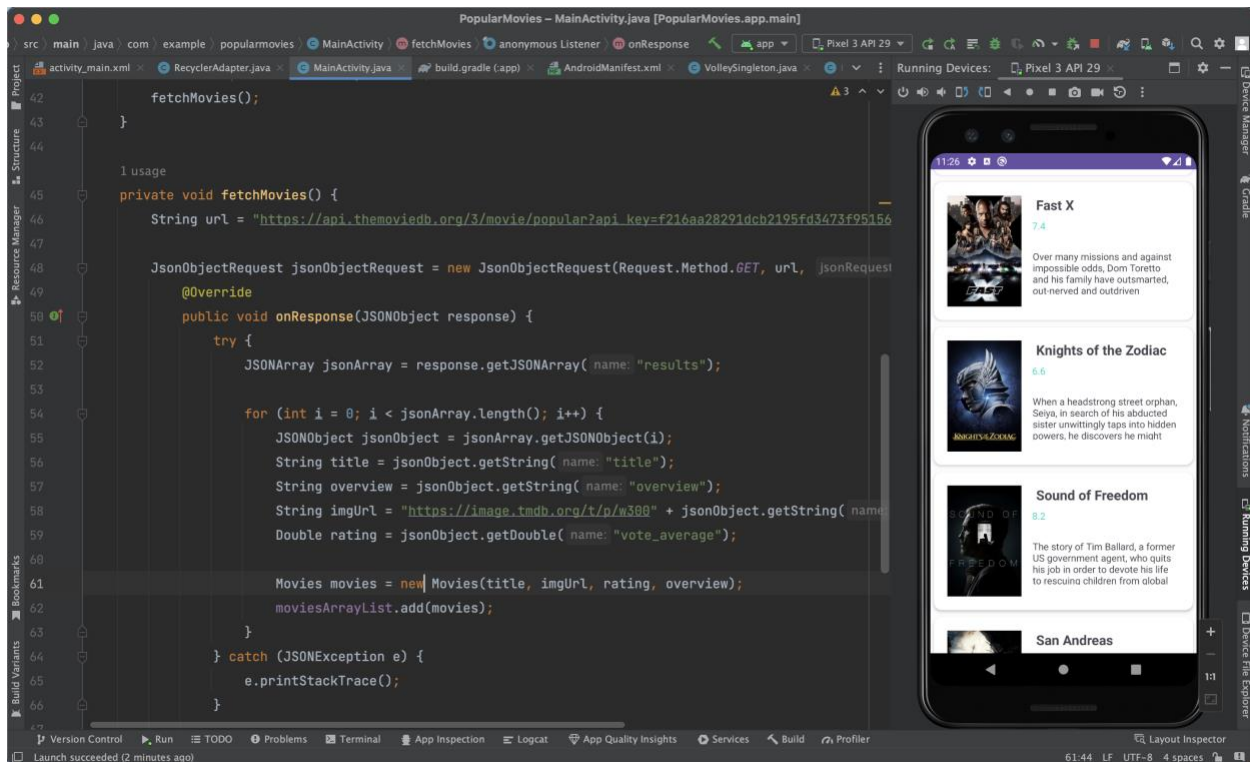 PopularMovies – MainActivity.java [PopularMovies.app.main]
src main java com example popularmovies MainActivity fetchMovies anonymous Listener onResponse app Pixel 3 API 29
activity_main.xml RecyclerAdapter.java MainActivity.java build.gradle (:app) AndroidManifest.xml VolleySingleton.java
Running Devices: Pixel 3 API 29
Project
Structure
Resource Manager
Bookmarks
Build Variants
3
42 fetchMovies();
43 }
44
1 usage
45 private void fetchMovies() {
46 String url = "https://api.themoviedb.org/3/movie/popular?api_key=f216aa28291dcb2195fd3473f95156
47
48 JsonObjectRequest jsonObjectRequest = new JsonObjectRequest(Request.Method.GET, url, jsonRequest
49 @Override
50 public void onResponse(JSONObject response) {
51 try {
52 JSONArray jsonArray = response.getJSONArray( name: "results");
53
54 for (int i = 0; i < jsonArray.length(); i++) {
55 JSONObject jsonObject = jsonArray.getJSONObject(i);
56 String title = jsonObject.getString( name: "title");
57 String overview = jsonObject.getString( name: "overview");
58 String imgUrl = "https://image.tmdb.org/t/p/w300" + jsonObject.getString( name:
59 Double rating = jsonObject.getDouble( name: "vote_average");
60
61 Movies movies = new Movies(title, imgUrl, rating, overview);
62 moviesArrayList.add(movies);
63 }
64 } catch (JSONException e) {
65 e.printStackTrace();
66 }
11:26
Fast X
7.4
Over many missions and against
impossible odds, Dom Toretto
and his family have outsmarted,
out-nerved and outdriven
FAST X
Knights of the Zodiac
6.6
When a headstrong street orphan,
Seiya, in search of his abducted
sister unwittingly taps into hidden
powers, he discovers he might
KNIGHTS OF THE ZODIAC
Sound of Freedom
8.2
The story of Tim Ballard, a former
US government agent, who quits
his job in order to devote his life
to rescuing children from global
SOUND OF
FREEDOM
San Andreas
1:1
Device Manager
Gradle
Notifications
Running Devices
Device File Explorer
Version Control Run TODO Problems Terminal App Inspection Logcat App Quality Insights Services Build Profiler Layout Inspector
Launch succeeded (2 minutes ago) 61:44 LF UTF-8 4 spaces